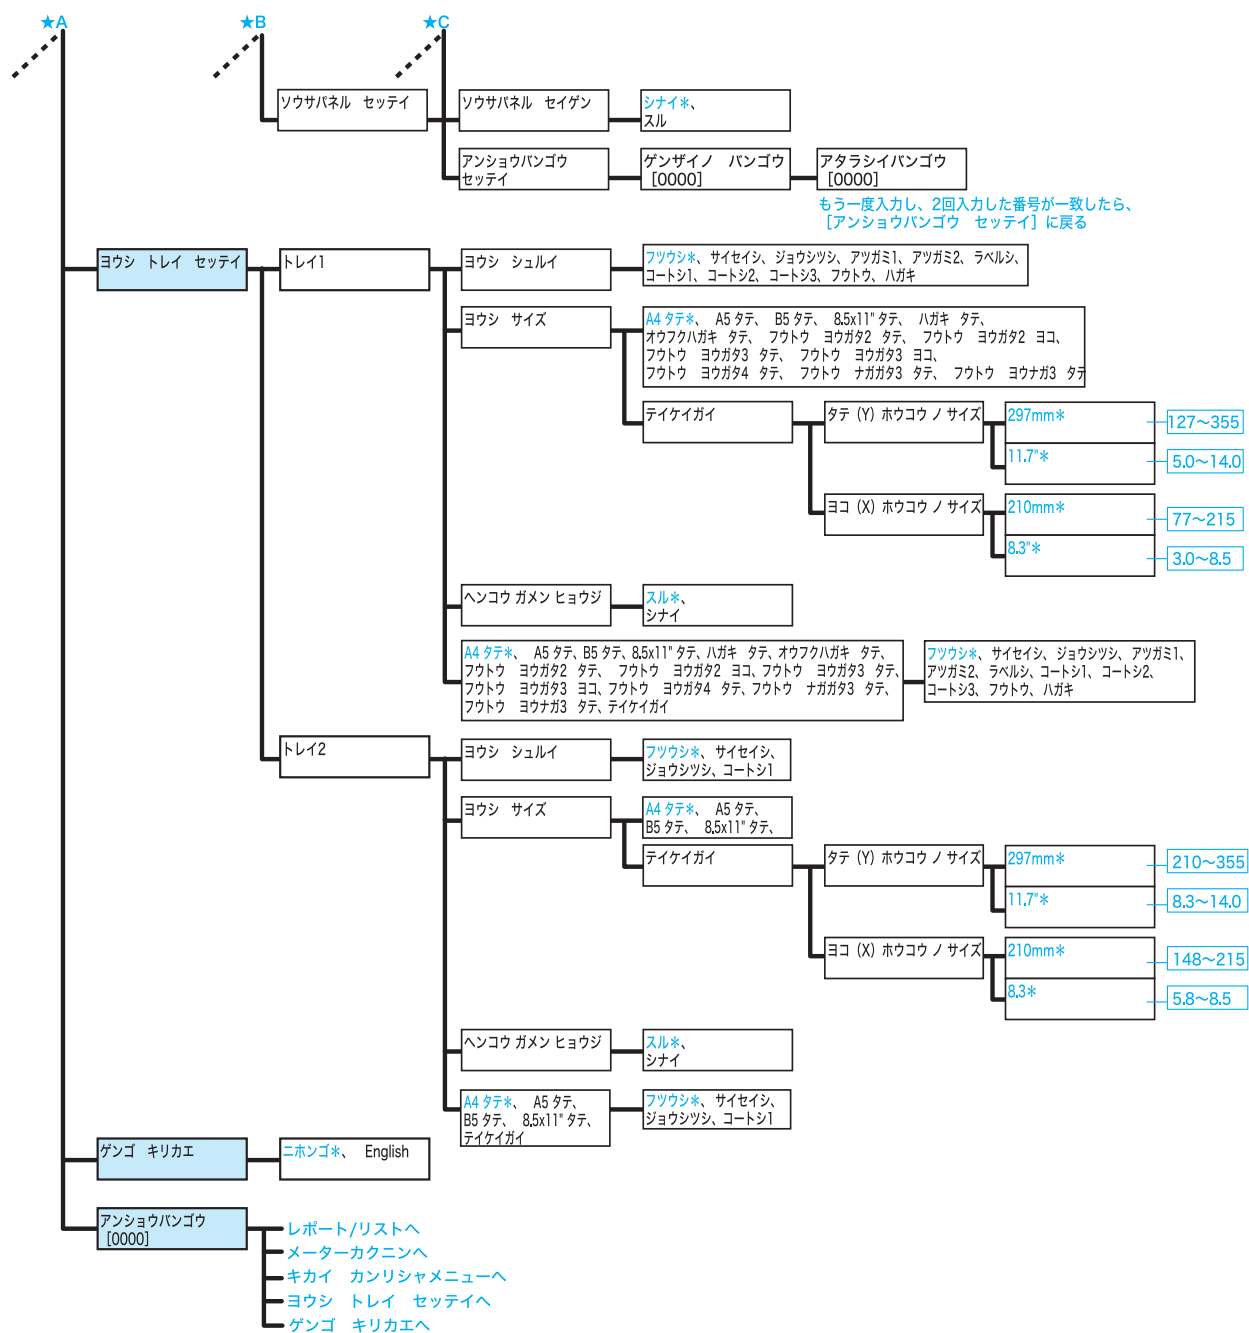 ★A
★B
★C
ソウサパネル　セッテイ
ソウサパネル　セイゲン
シナイ＊、
スル
アンショウバンゴウ
セッテイ
ゲンザイノ　バンゴウ
［0000］
アタラシイバンゴウ
［0000］
もう一度入力し、2回入力した番号が一致したら、
［アンショウバンゴウ　セッテイ］に戻る
ヨウシ　トレイ　セッテイ
トレイ1
ヨウシ　シュルイ
フツウシ＊、サイセイシ、ジョウシツシ、アツガミ1、アツガミ2、ラベルシ、
コートシ1、コートシ2、コートシ3、フウトウ、ハガキ
ヨウシ　サイズ
A4 タテ＊、　A5 タテ、　B5 タテ、　8.5x11" タテ、　ハガキ　タテ、
オウフクハガキ　タテ、　フウトウ　ヨウガタ2　タテ、　フウトウ　ヨウガタ2　ヨコ、
フウトウ　ヨウガタ3　タテ、　フウトウ　ヨウガタ3　ヨコ、
フウトウ　ヨウガタ4　タテ、　フウトウ　ナガガタ3　タテ、　フウトウ　ヨウナガ3　タテ
テイケイガイ
タテ（Y）ホウコウ ノ サイズ
297mm＊
127～355
11.7"＊
5.0～14.0
ヨコ（X）ホウコウ ノ サイズ
210mm＊
77～215
8.3"＊
3.0～8.5
ヘンコウ ガメン ヒョウジ
スル＊、
シナイ
A4 タテ＊、　A5 タテ、B5 タテ、8.5x11" タテ、ハガキ　タテ、オウフクハガキ　タテ、
フウトウ　ヨウガタ2　タテ、　フウトウ　ヨウガタ2　ヨコ、フウトウ　ヨウガタ3　タテ、
フウトウ　ヨウガタ3　ヨコ、フウトウ　ヨウガタ4　タテ、フウトウ　ナガガタ3　タテ、
フウトウ　ヨウナガ3　タテ、テイケイガイ
フツウシ＊、サイセイシ、ジョウシツシ、アツガミ1、
アツガミ2、ラベルシ、コートシ1、コートシ2、
コートシ3、フウトウ、ハガキ
トレイ2
ヨウシ　シュルイ
フツウシ＊、サイセイシ、
ジョウシツシ、コートシ1
ヨウシ　サイズ
A4 タテ＊、　A5 タテ、
B5 タテ、　8.5x11" タテ、
テイケイガイ
タテ（Y）ホウコウ ノ サイズ
297mm＊
210～355
11.7"＊
8.3～14.0
ヨコ（X）ホウコウ ノ サイズ
210mm＊
148～215
8.3＊
5.8～8.5
ヘンコウ ガメン ヒョウジ
スル＊、
シナイ
A4 タテ＊、　A5 タテ、
B5 タテ、　8.5x11" タテ、
テイケイガイ
フツウシ＊、サイセイシ、
ジョウシツシ、コートシ1
ゲンゴ　キリカエ
ニホンゴ＊、　English
アンショウバンゴウ
［0000］
レポート/リストへ
メーターカクニンへ
キカイ　カンリシャメニューへ
ヨウシ　トレイ　セッテイへ
ゲンゴ　キリカエへ